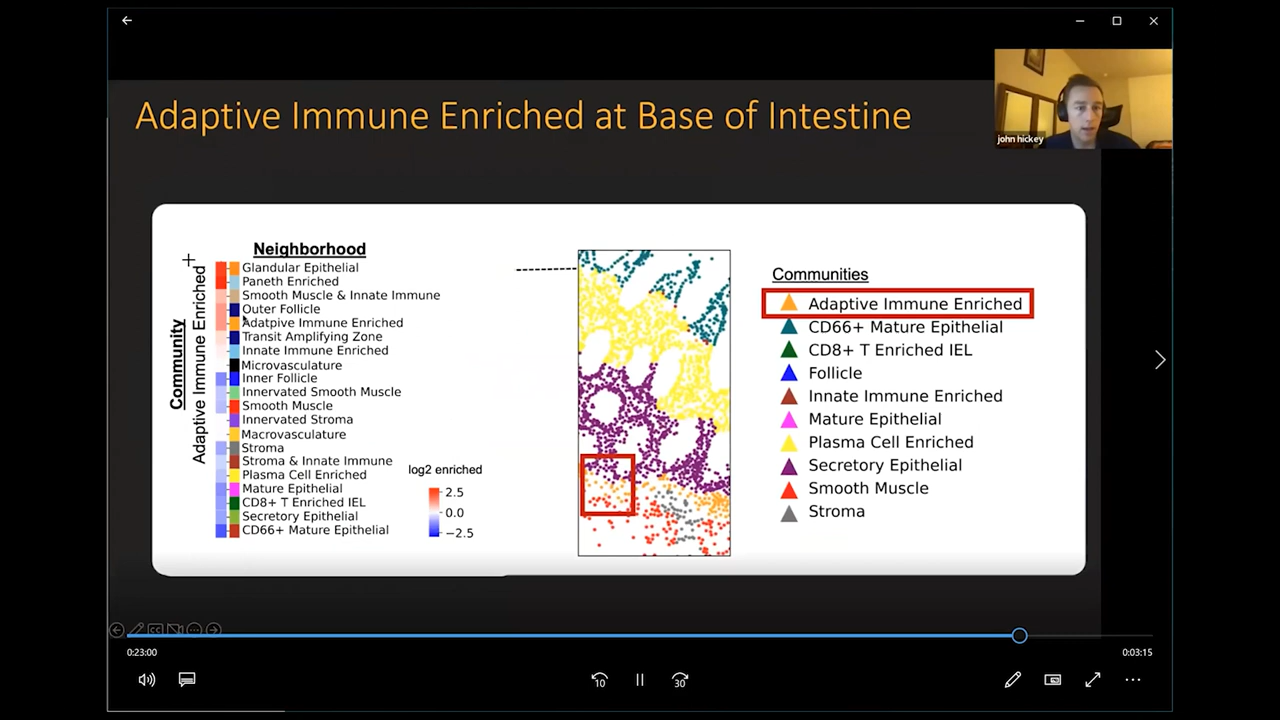 Adaptive Immune Enriched at Base of Intestine
john hickey
Neighborhood
Community
Adaptive Immune Enriched
Glandular Epithelial
Paneth Enriched
Smooth Muscle & Innate Immune
Outer Follicle
Adatpive Immune Enriched
Transit Amplifying Zone
Innate Immune Enriched
Microvasculature
Inner Follicle
Innervated Smooth Muscle
Smooth Muscle
Innervated Stroma
Macrovasculature
Stroma
Stroma & Innate Immune
Plasma Cell Enriched
Mature Epithelial
CD8+ T Enriched IEL
Secretory Epithelial
CD66+ Mature Epithelial
log2 enriched
2.5
0.0
−2.5
Communities
Adaptive Immune Enriched
CD66+ Mature Epithelial
CD8+ T Enriched IEL
Follicle
Innate Immune Enriched
Mature Epithelial
Plasma Cell Enriched
Secretory Epithelial
Smooth Muscle
Stroma
0:23:00
0:03:15
10
30